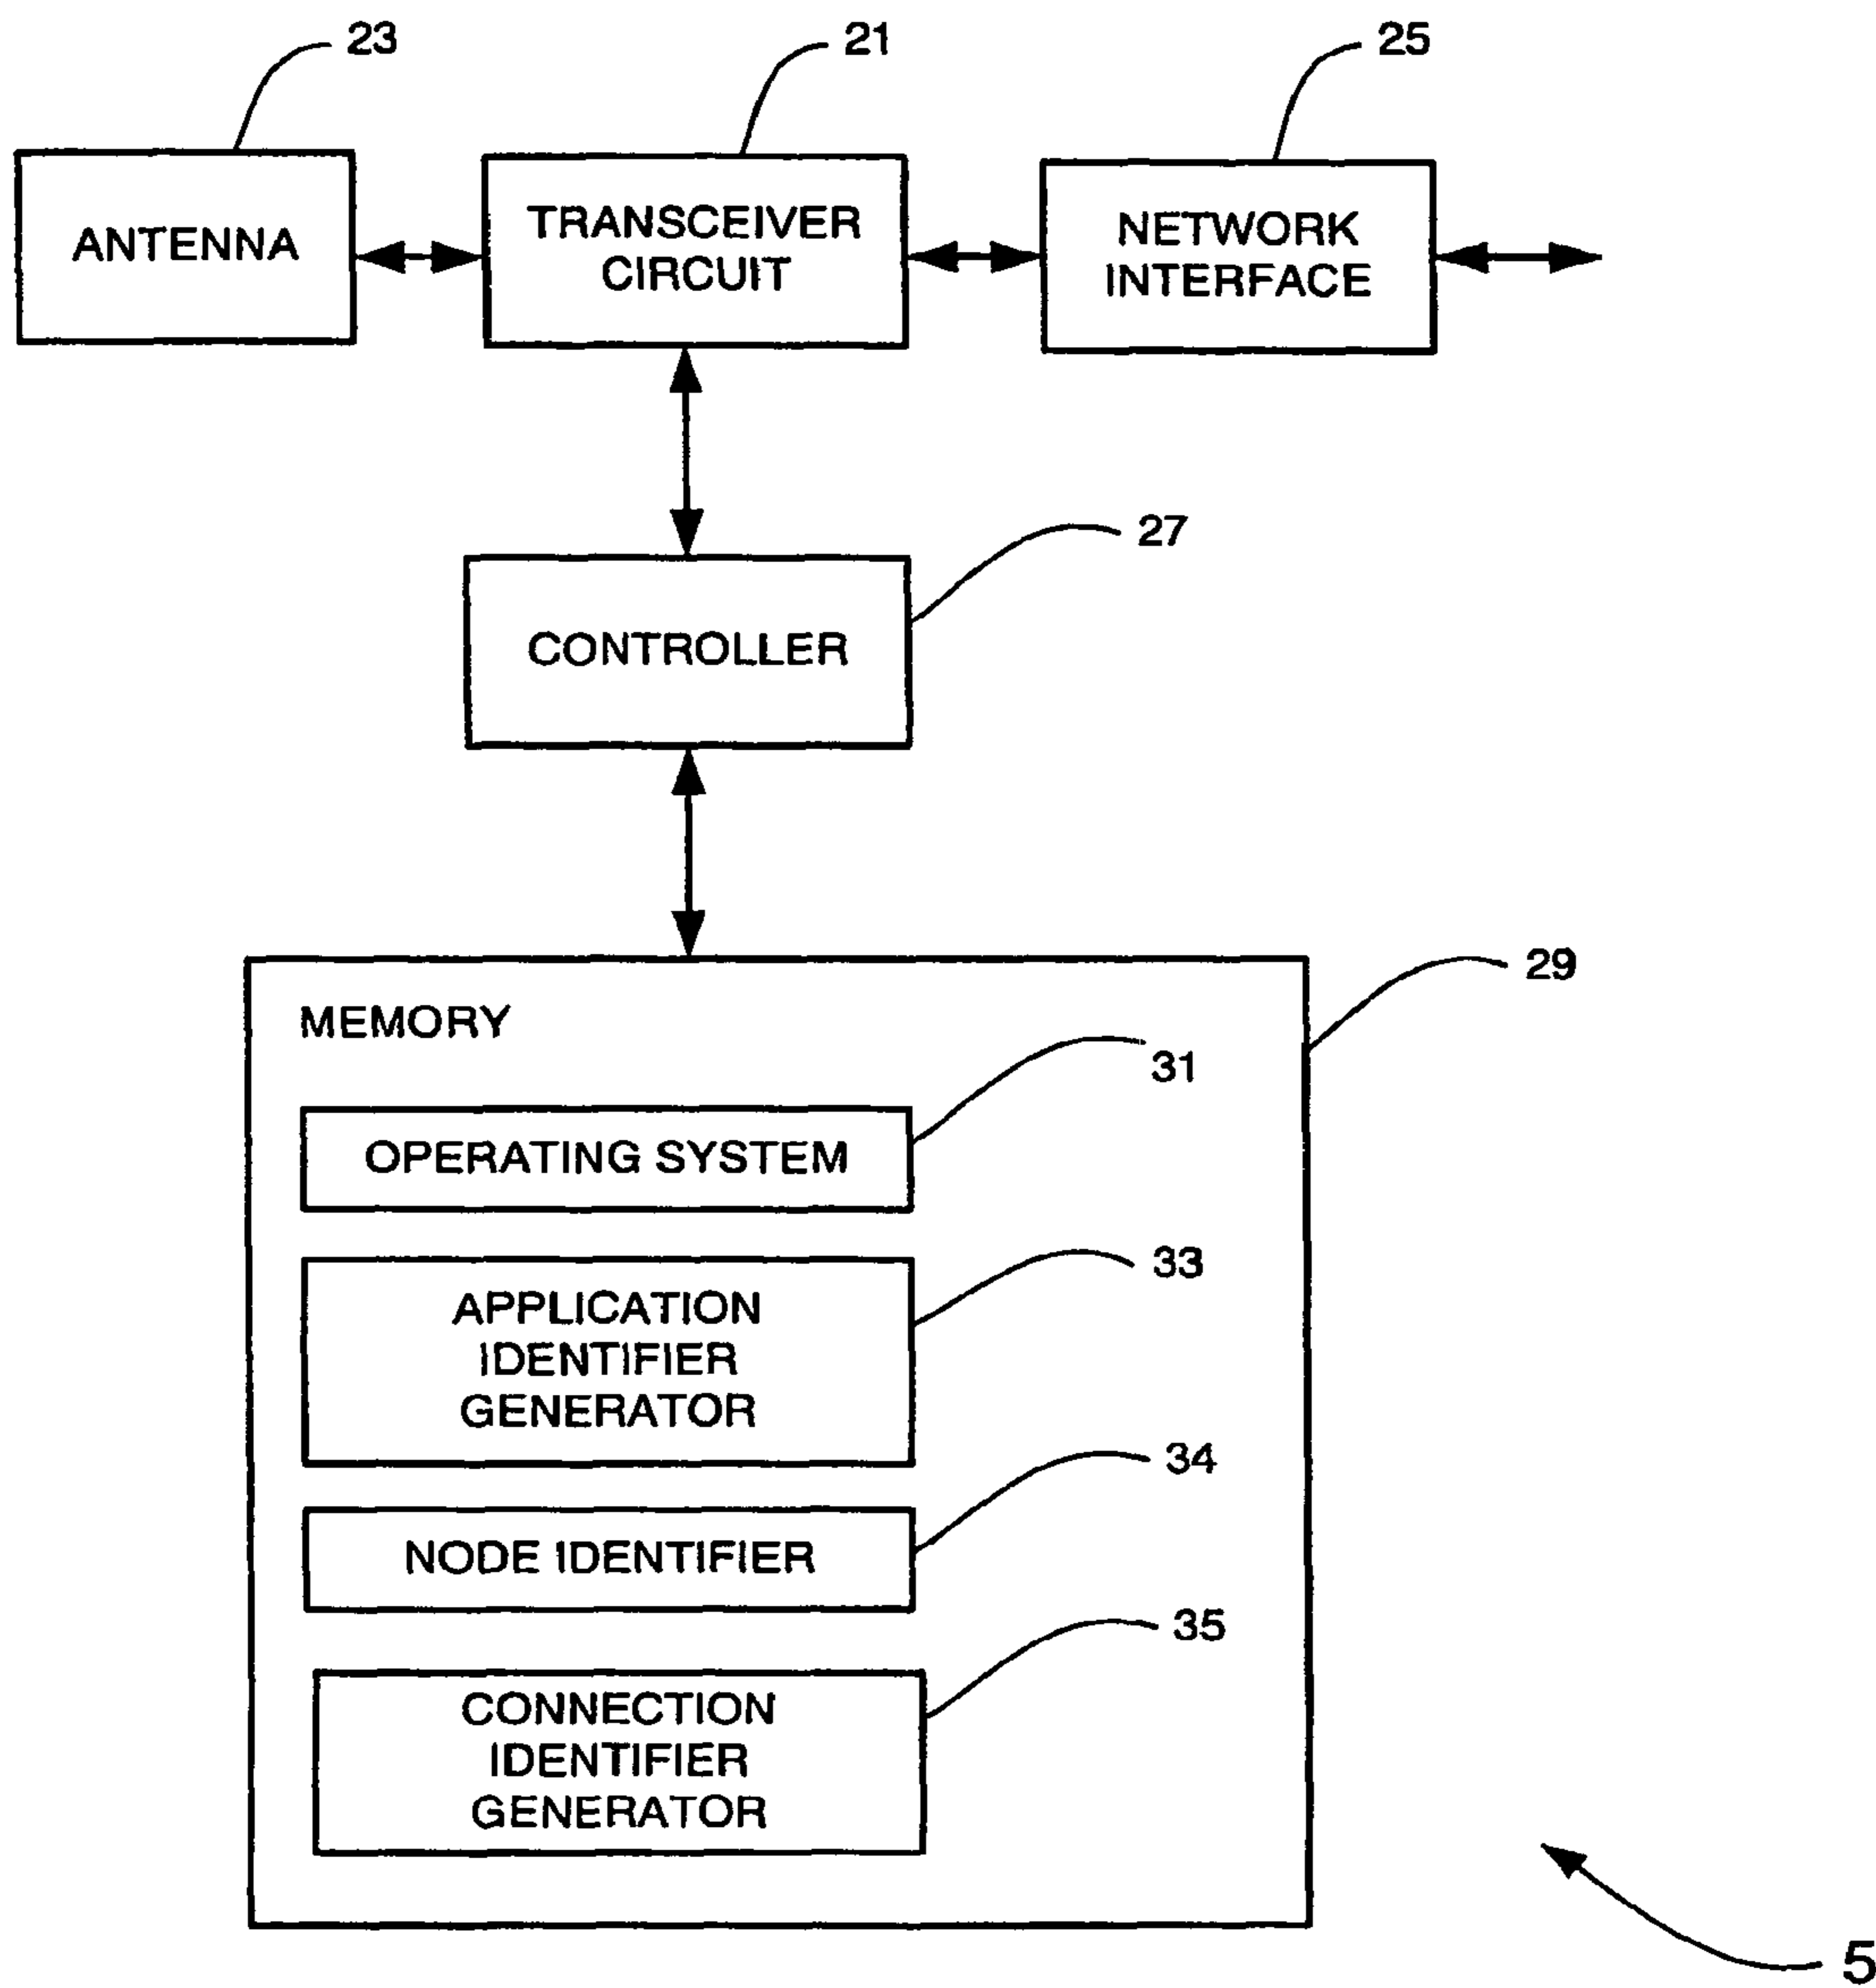 23
21
25
ANTENNA
TRANSCEIVER
CIRCUIT
NETWORK
INTERFACE
27
CONTROLLER
29
MEMORY
31
OPERATING SYSTEM
33
APPLICATION
IDENTIFIER
GENERATOR
34
NODE IDENTIFIER
35
CONNECTION
IDENTIFIER
GENERATOR
5